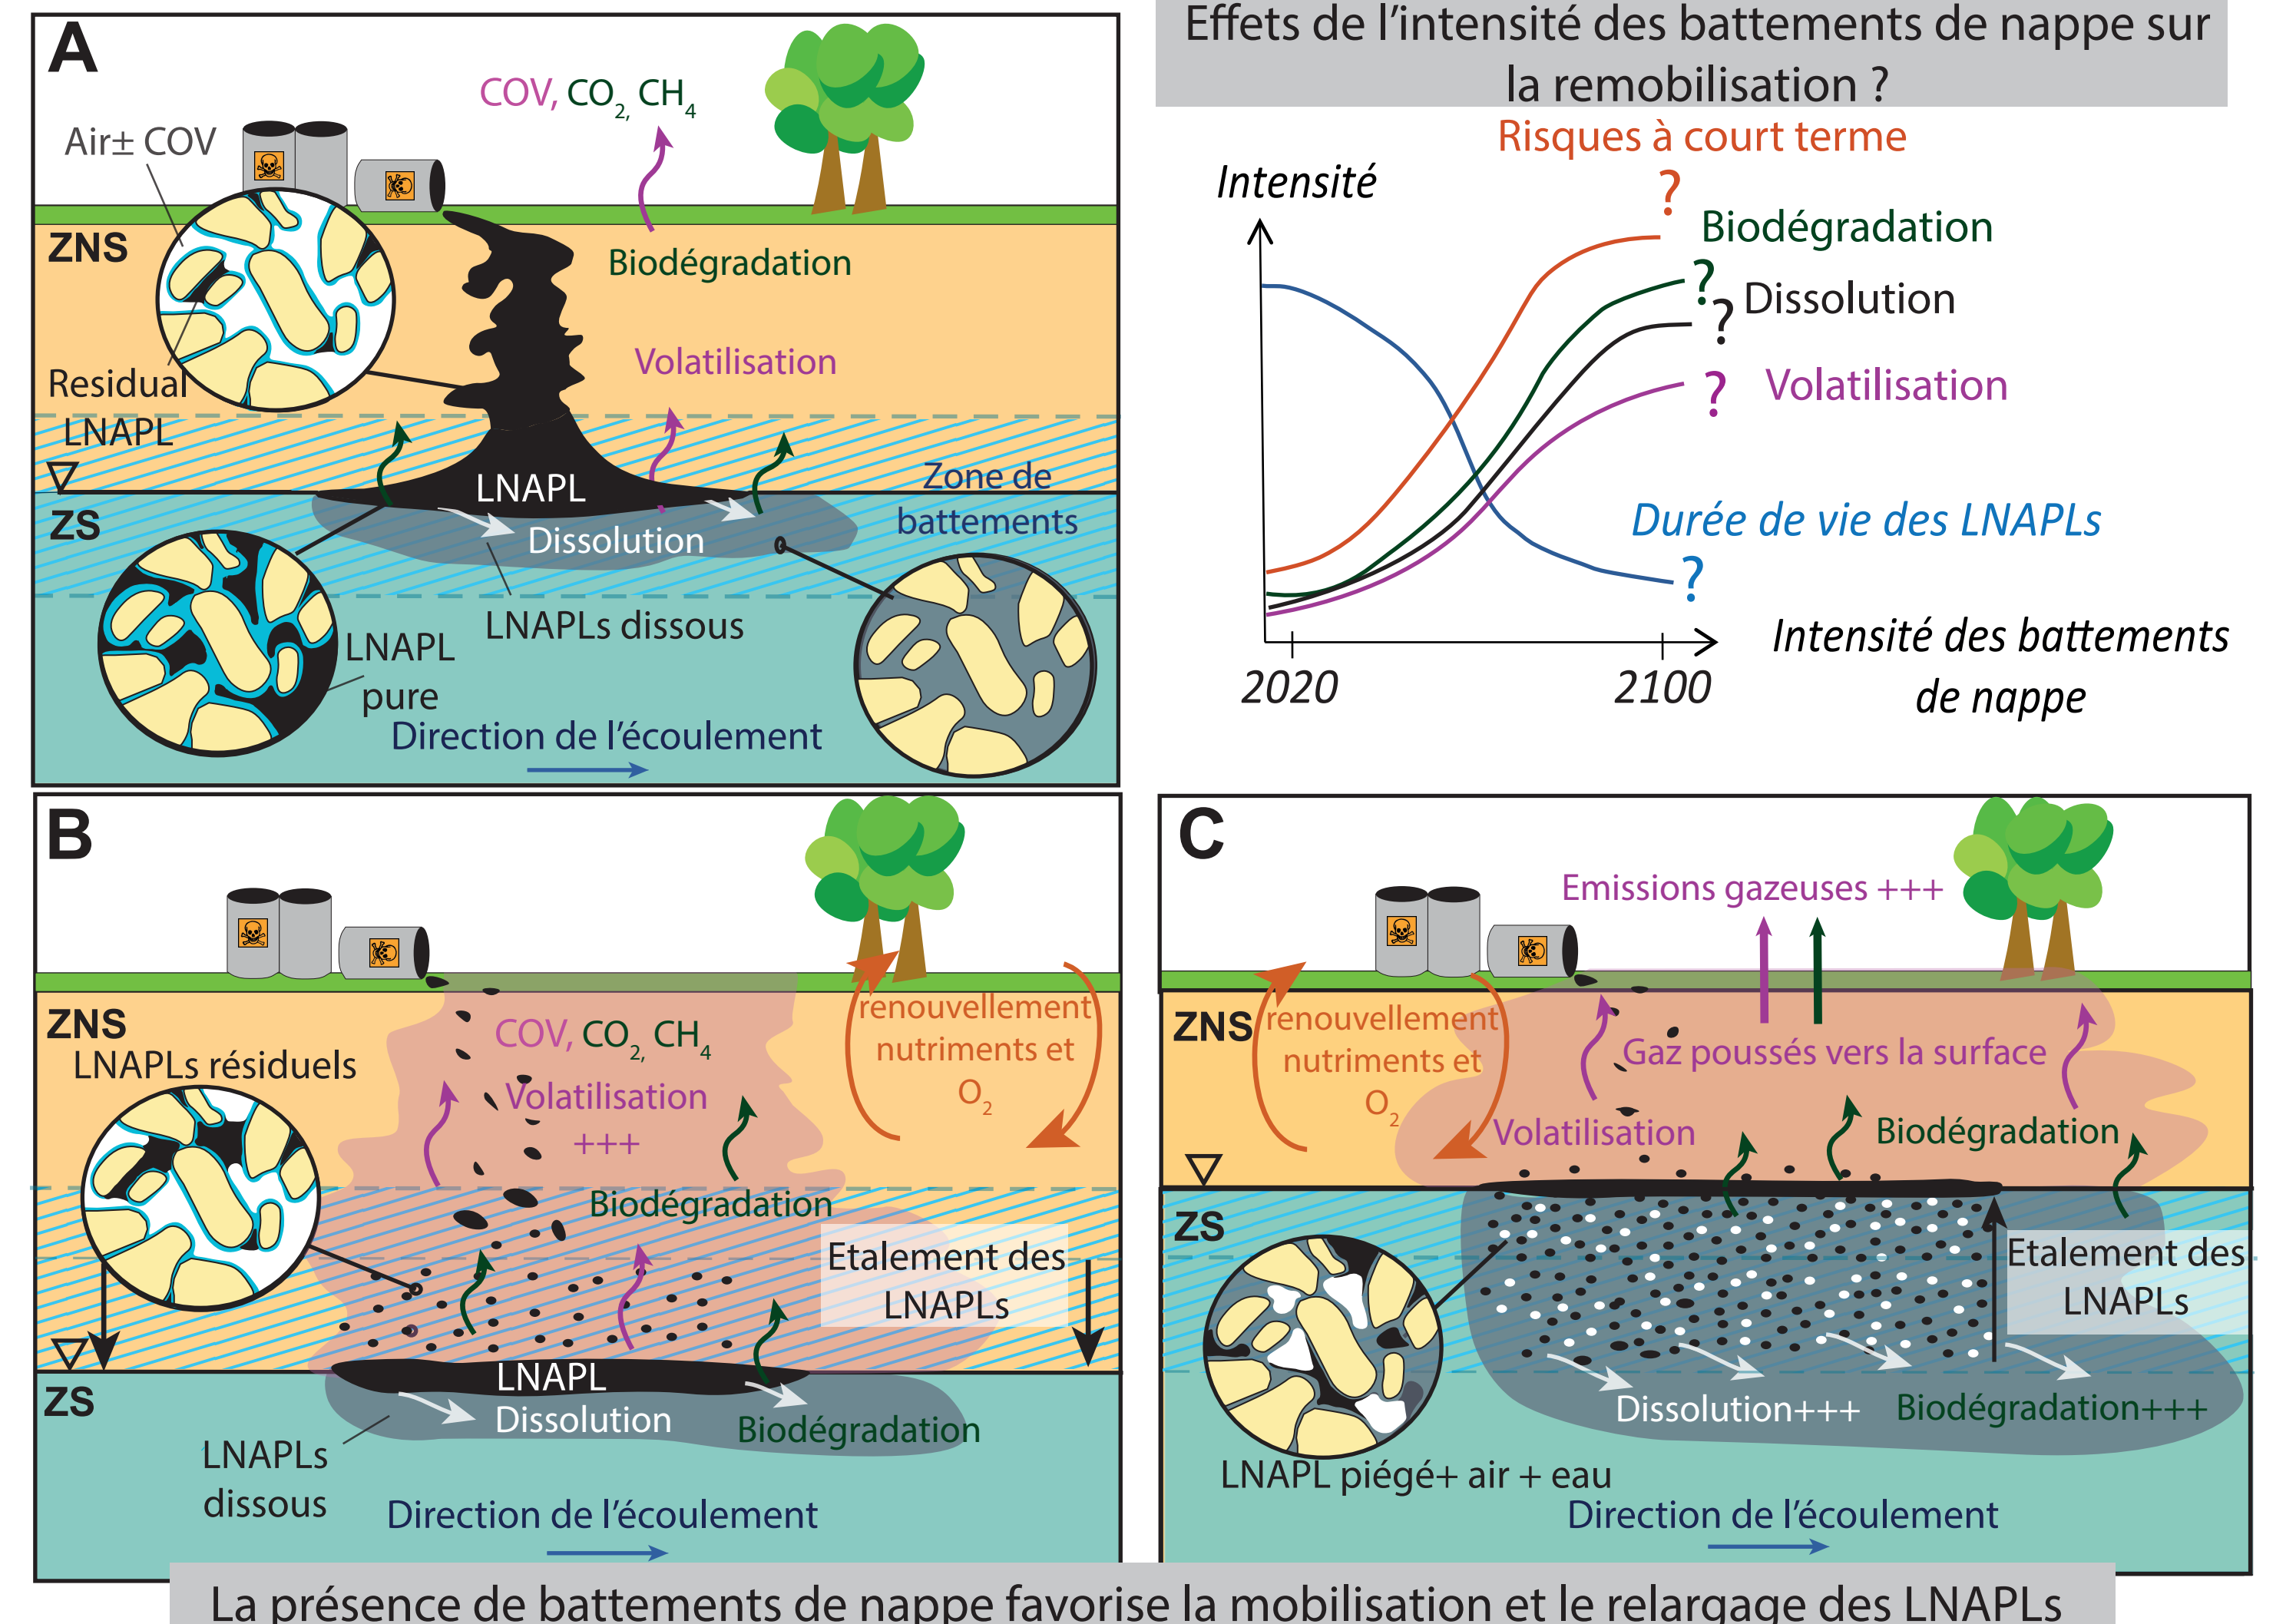 A
COV, CO2, CH4
Air± COV
ZNS
Biodégradation
Volatilisation
Residual
LNAPL
LNAPL
Zone de
battements
ZS
Dissolution
LNAPLs dissous
LNAPL
pure
Direction de l'écoulement
Effets de l'intensité des battements de nappe sur
la remobilisation ?
Risques à court terme
?
Intensité
Biodégradation
?
Dissolution
?
Volatilisation
?
Durée de vie des LNAPLs
?
Intensité des battements
de nappe
2020
2100
B
ZNS
renouvellement
nutriments et
O2
COV, CO2, CH4
LNAPLs résiduels
Volatilisation
+++
Biodégradation
Etalement des
LNAPLs
LNAPL
ZS
Dissolution
Biodégradation
LNAPLs
dissous
Direction de l'écoulement
C
Emissions gazeuses +++
ZNS
renouvellement
nutriments et
O2
Gaz poussés vers la surface
Volatilisation
Biodégradation
ZS
Etalement des
LNAPLs
Dissolution+++
Biodégradation+++
LNAPL piégé+ air + eau
Direction de l'écoulement
La présence de battements de nappe favorise la mobilisation et le relargage des LNAPLs